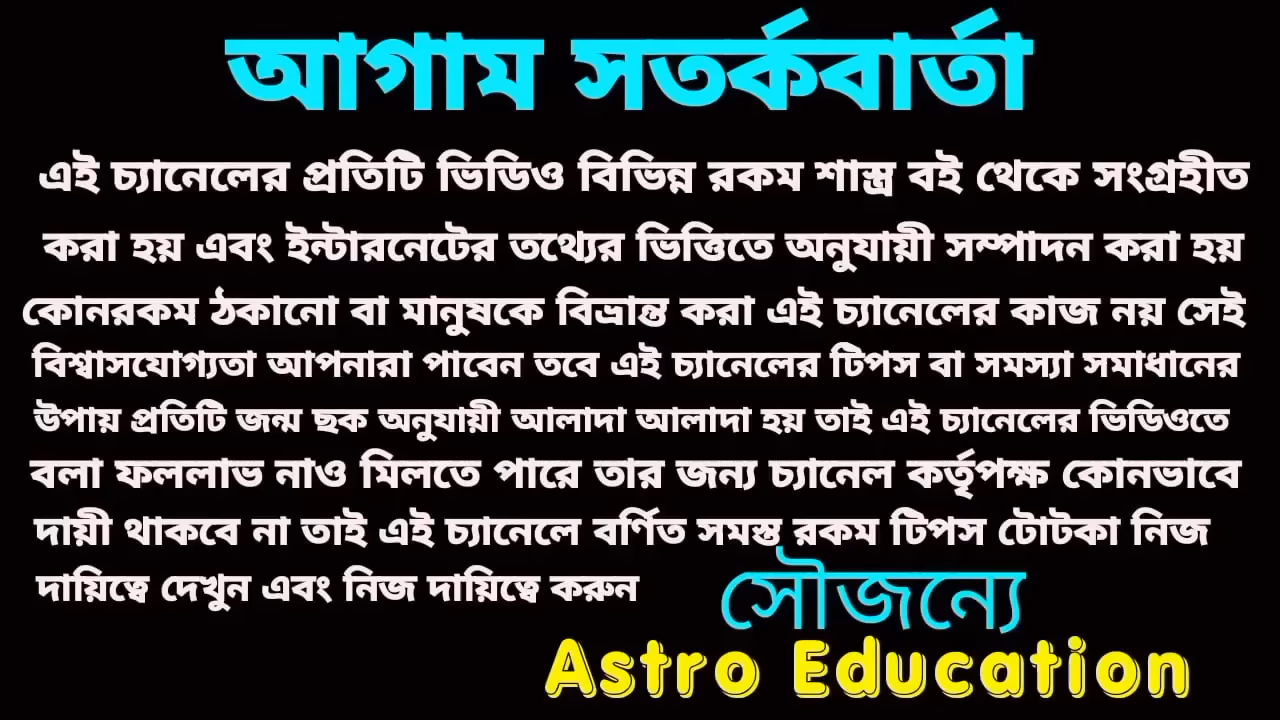 আগাম সতর্কবার্তা
এই চ্যানেলের প্রতিটি ভিডিও বিভিন্ন রকম শাস্ত্র বই থেকে সংগ্রহীত
করা হয় এবং ইন্টারনেটের তথ্যের ভিত্তিতে অনুযায়ী সম্পাদন করা হয়
কোনরকম ঠকানো বা মানুষকে বিভ্রান্ত করা এই চ্যানেলের কাজ নয় সেই
বিশ্বাসযোগ্যতা আপনারা পাবেন তবে এই চ্যানেলের টিপস বা সমস্যা সমাধানের
উপায় প্রতিটি জন্ম ছক অনুযায়ী আলাদা আলাদা হয় তাই এই চ্যানেলের ভিডিওতে
বলা ফললাভ নাও মিলতে পারে তার জন্য চ্যানেল কর্তৃপক্ষ কোনভাবে
দায়ী থাকবে না তাই এই চ্যানেলে বর্ণিত সমস্ত রকম টিপস টোটকা নিজ
দায়িত্বে দেখুন এবং নিজ দায়িত্বে করুন
সৌজন্যে
Astro Education